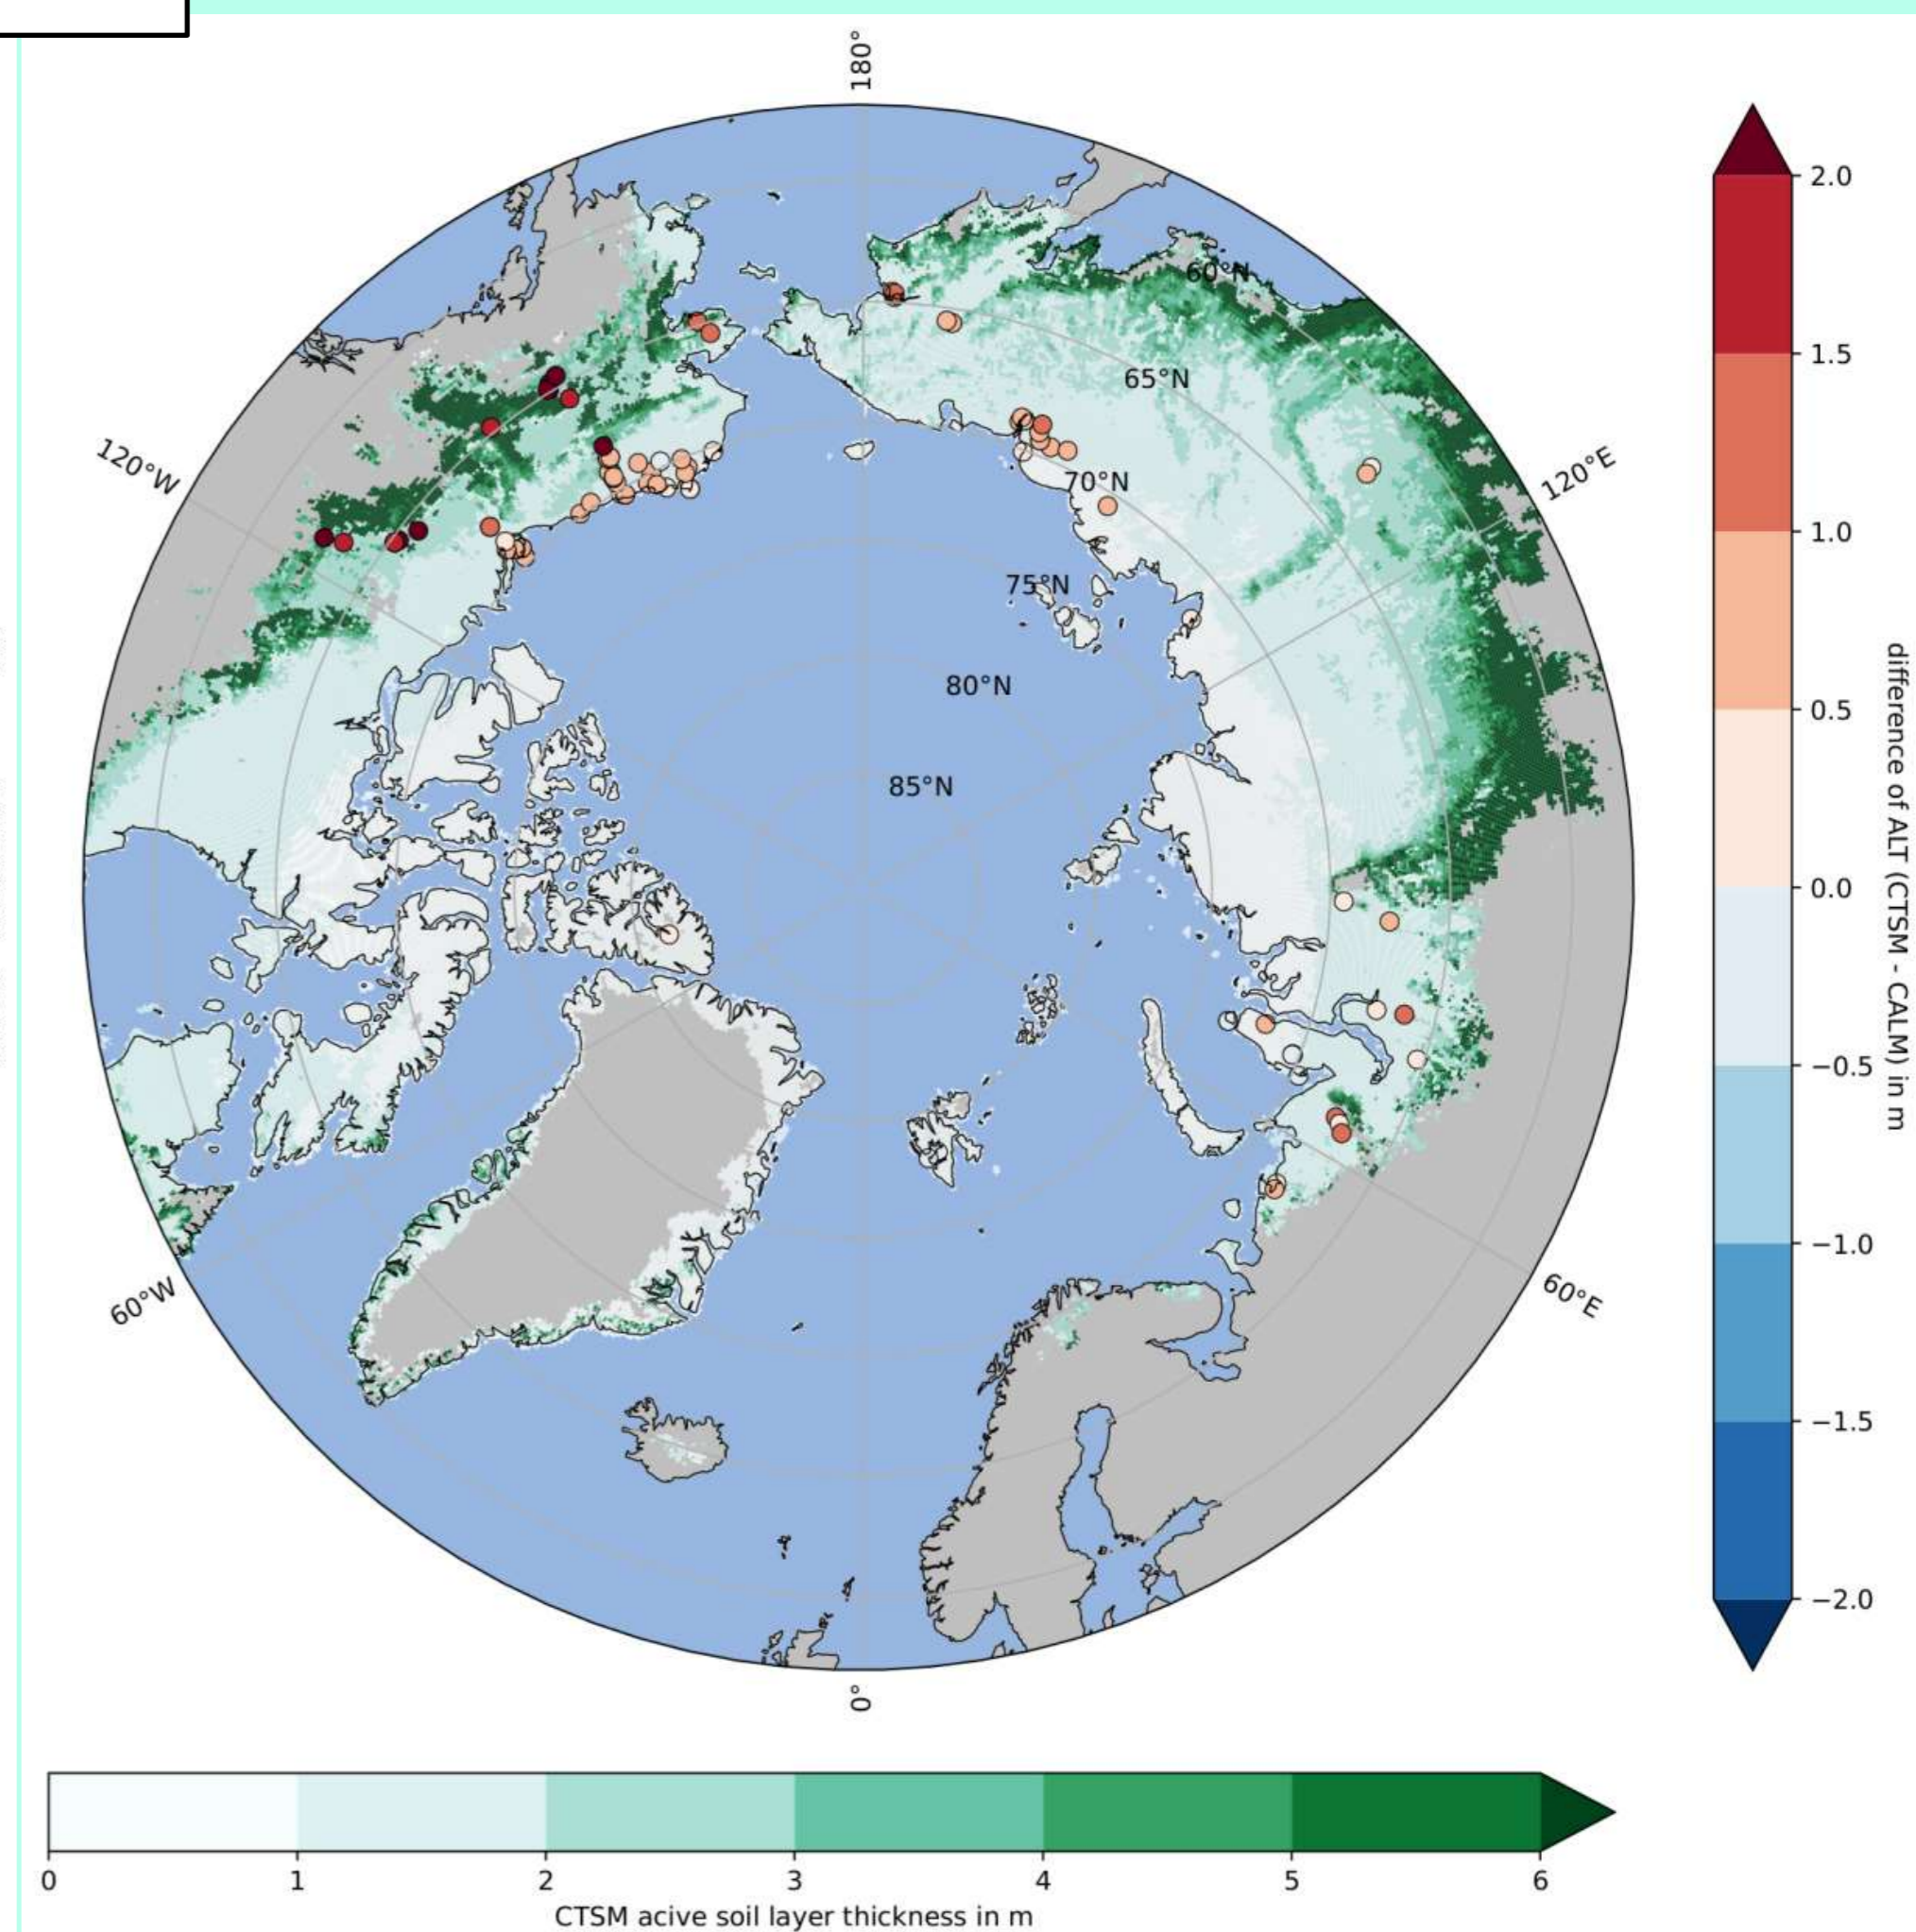 180°
60°N
65°N
120°W
120°E
70°N
75°N
80°N
85°N
60°W
60°E
0°
2.0
1.5
1.0
0.5
0.0
−0.5
−1.0
−1.5
−2.0
difference of ALT (CTSM - CALM) in m
0 1 2 3 4 5 6
CTSM acive soil layer thickness in m